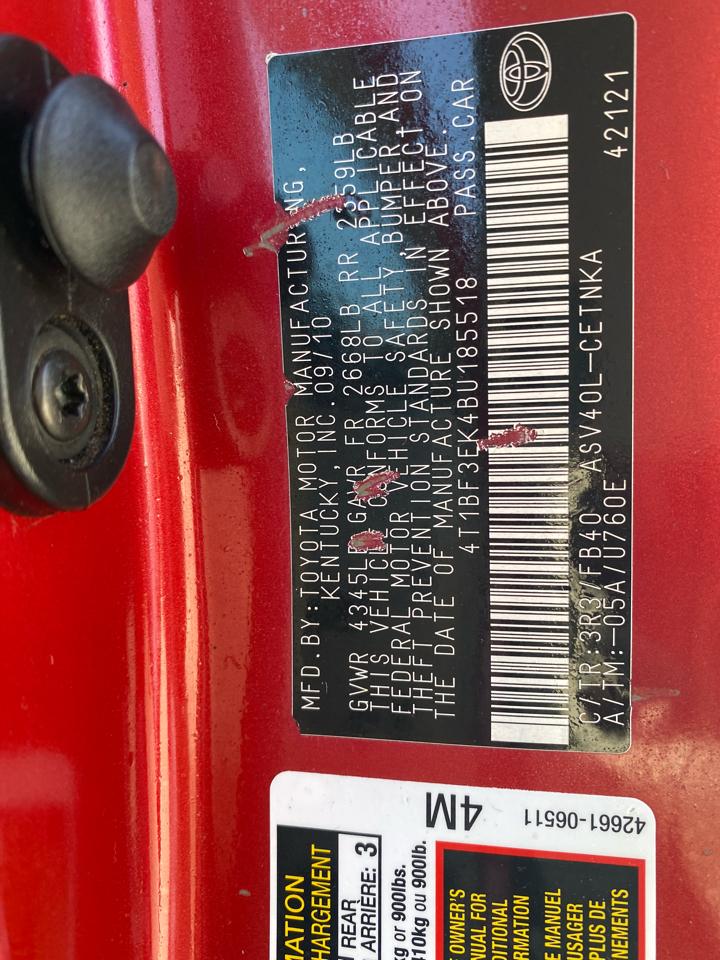 MFD. BY: TOYOTA MOTOR MANUFACTURING,
KENTUCKY, INC. 09/10
GVWR 4345LB GAWR FR 2668LB RR 2359LB
THIS VEHICLE CONFORMS TO ALL APPLICABLE
FEDERAL MOTOR VEHICLE SAFETY, BUMPER AND
THEFT PREVENTION STANDARDS IN EFFECT ON
THE DATE OF MANUFACTURE SHOWN ABOVE.
4T1BF3EK4BU185518 PASS. CAR
C/TR:3R3/FB40 ASV40L-CETNKA
A/TM:-05A/U760E 42121
4M
42661-06511
MATION
HARGEMENT
REAR
ARRIÈRE: 3
kg or 900lbs.
410kg ou 900lb.
OWNER'S
NUAL FOR
DITIONAL
ORMATION
E MANUEL
USAGER
PLUS DE
NEMENTS